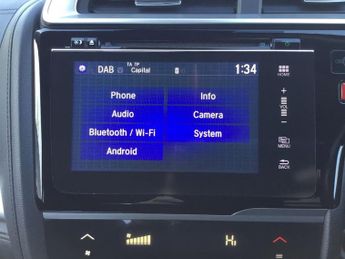 DAB TA TP Capital 1:34
HOME
Phone Info
Audio Camera
VOL
Bluetooth / Wi-Fi System
MENU
Android
BACK